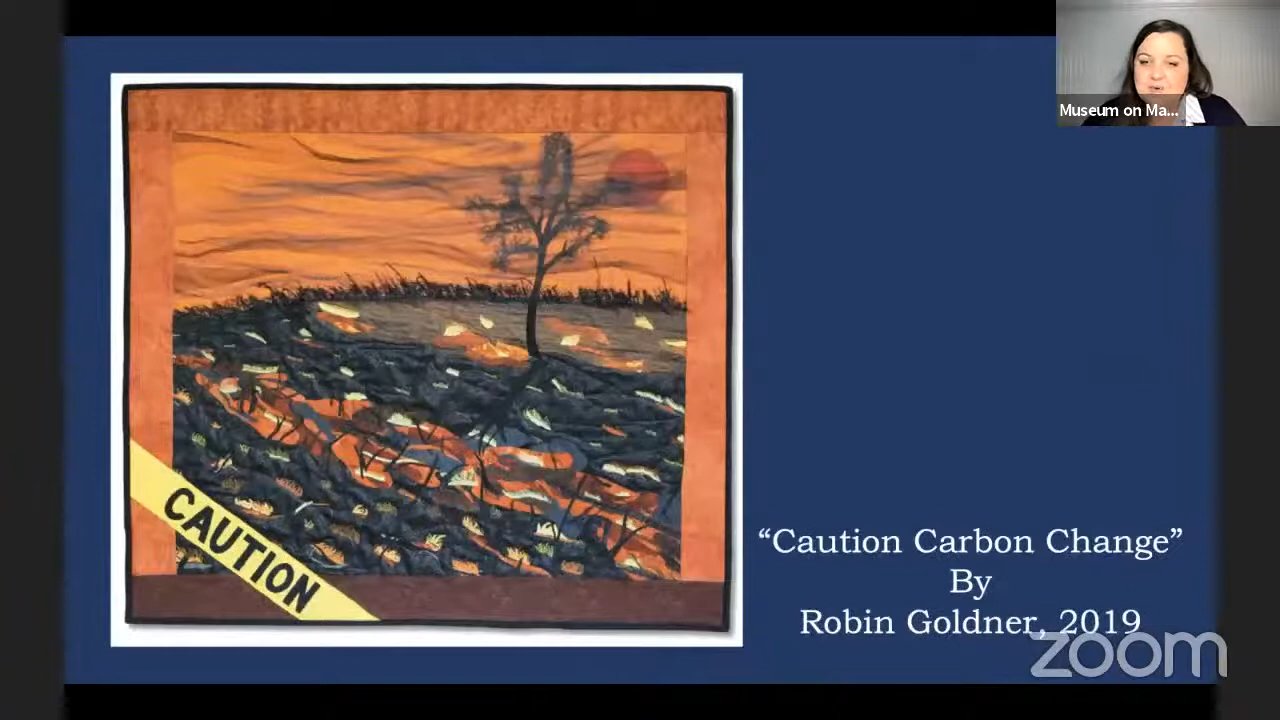 Museum on Ma...
CAUTION
“Caution Carbon Change”
By
Robin Goldner, 2019
zoom